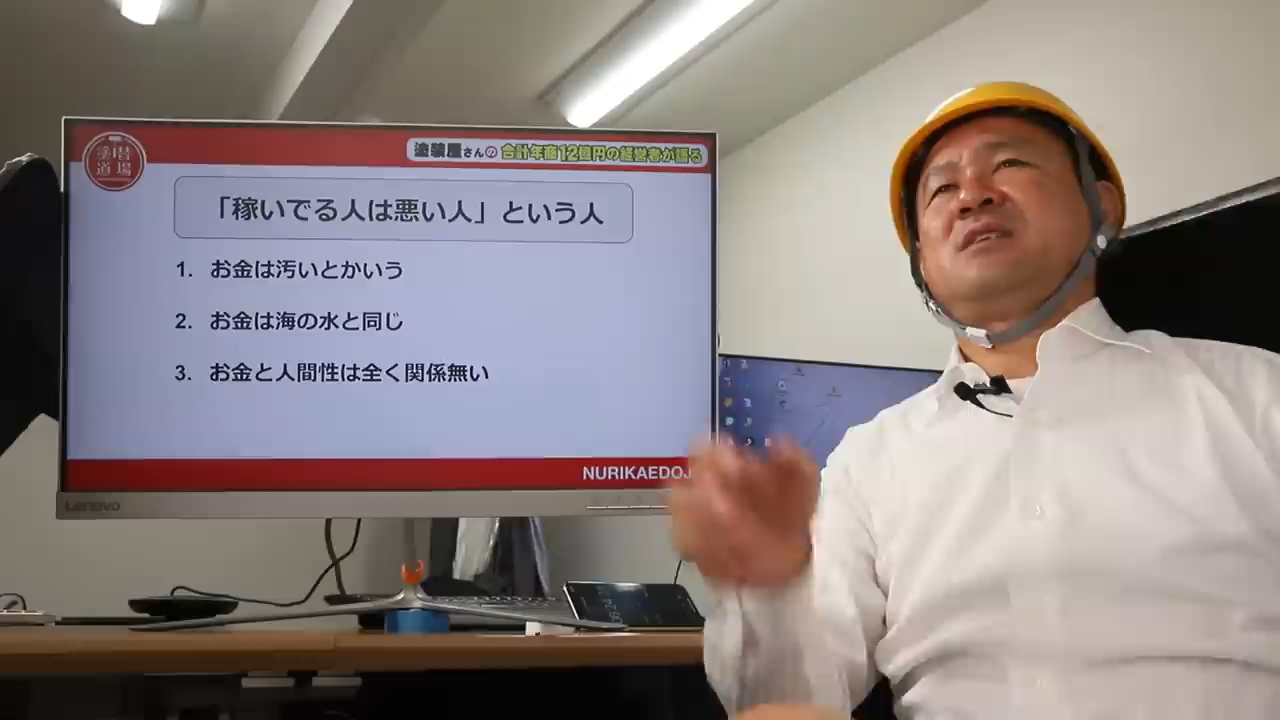 塗替
道場
塗装屋さんの 合計年商12億円の経営者が語る
「稼いでる人は悪い人」という人
1. お金は汚いとかいう
2. お金は海の水と同じ
3. お金と人間性は全く関係無い
NURIKAEDOJ
Lenovo